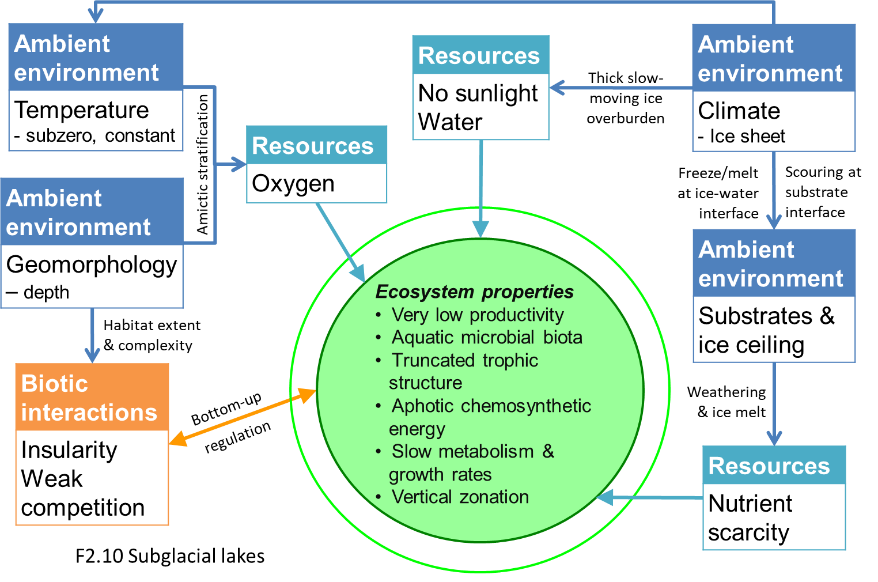 Ambient
environment
Temperature
- subzero, constant
Amictic stratification
Ambient
environment
Geomorphology
– depth
Habitat extent
& complexity
Biotic
interactions
Insularity
Weak
competition
Bottom-up
regulation
Resources
Oxygen
Resources
No sunlight
Water
Thick slow-
moving ice
overburden
Ambient
environment
Climate
- Ice sheet
Freeze/melt
at ice-water
interface
Scouring at
substrate
interface
Ambient
environment
Substrates &
ice ceiling
Weathering
& ice melt
Resources
Nutrient
scarcity
Ecosystem properties
• Very low productivity
• Aquatic microbial biota
• Truncated trophic
structure
• Aphotic chemosynthetic
energy
• Slow metabolism &
growth rates
• Vertical zonation
F2.10 Subglacial lakes